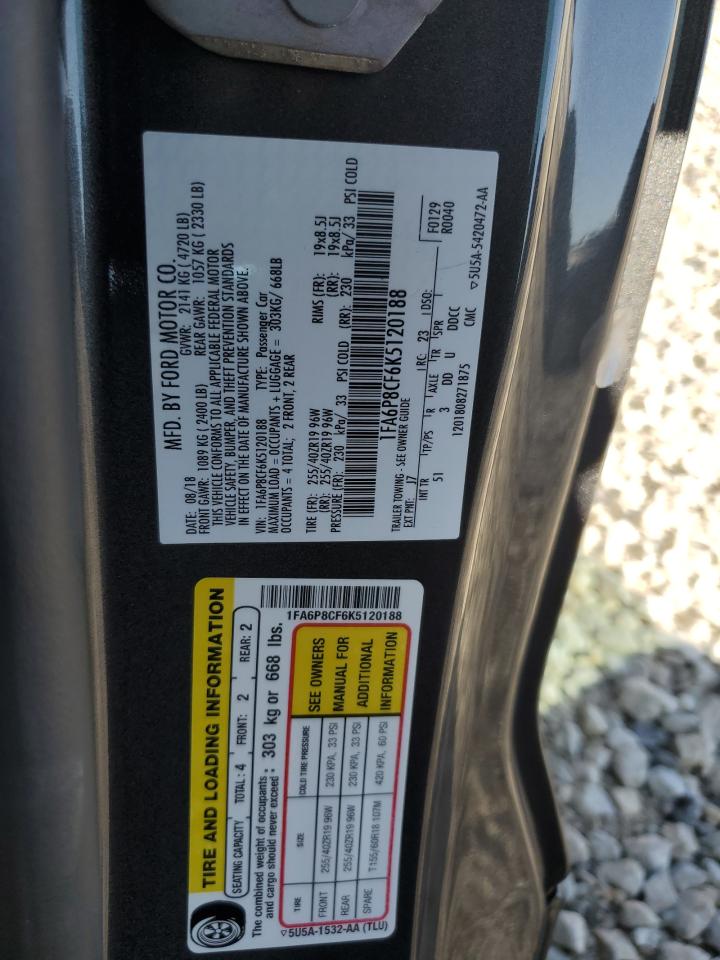 MFD. BY FORD MOTOR CO.
DATE: 08/18 GVWR: 2141 KG ( 4720 LB)
FRONT GAWR: 1089 KG ( 2400 LB) REAR GAWR: 1057 KG ( 2330 LB)
THIS VEHICLE CONFORMS TO ALL APPLICABLE FEDERAL MOTOR
VEHICLE SAFETY, BUMPER, AND THEFT PREVENTION STANDARDS
IN EFFECT ON THE DATE OF MANUFACTURE SHOWN ABOVE.
VIN: 1FA6P8CF6K5120188 TYPE: Passenger Car
MAXIMUM LOAD = OCCUPANTS + LUGGAGE = 303KG/ 668LB
OCCUPANTS = 4 TOTAL; 2 FRONT, 2 REAR
TIRE (FR): 255/40ZR19 96W RIMS (FR): 19x8.5J
(RR): 255/40ZR19 96W (RR): 19x8.5J
PRESSURE (FR): 230 kPa/ 33 PSI COLD (RR): 230 kPa/ 33 PSI COLD
1FA6P8CF6K5120188
TRAILER TOWING - SEE OWNER GUIDE
EXT PNT: 17 RC: 23 DSO: F0129
INT TR TP/PS R AXLE TR SPR R0040
51 3 DD U DDCC
1201808271875 CMC
▽5U5A-5420472-AA
TIRE AND LOADING INFORMATION
SEATING CAPACITY TOTAL: 4 FRONT: 2 REAR: 2
The combined weight of occupants
and cargo should never exceed: 303 kg or 668 lbs.
TIRE SIZE COLD TIRE PRESSURE
FRONT 255/40ZR19 96W 230 KPA, 33 PSI
REAR 255/40ZR19 96W 230 KPA, 33 PSI
SPARE T155/60R18 107M 420 KPA, 60 PSI
SEE OWNERS
MANUAL FOR
ADDITIONAL
INFORMATION
1FA6P8CF6K5120188
▽5U5A-1532-AA (TLU)